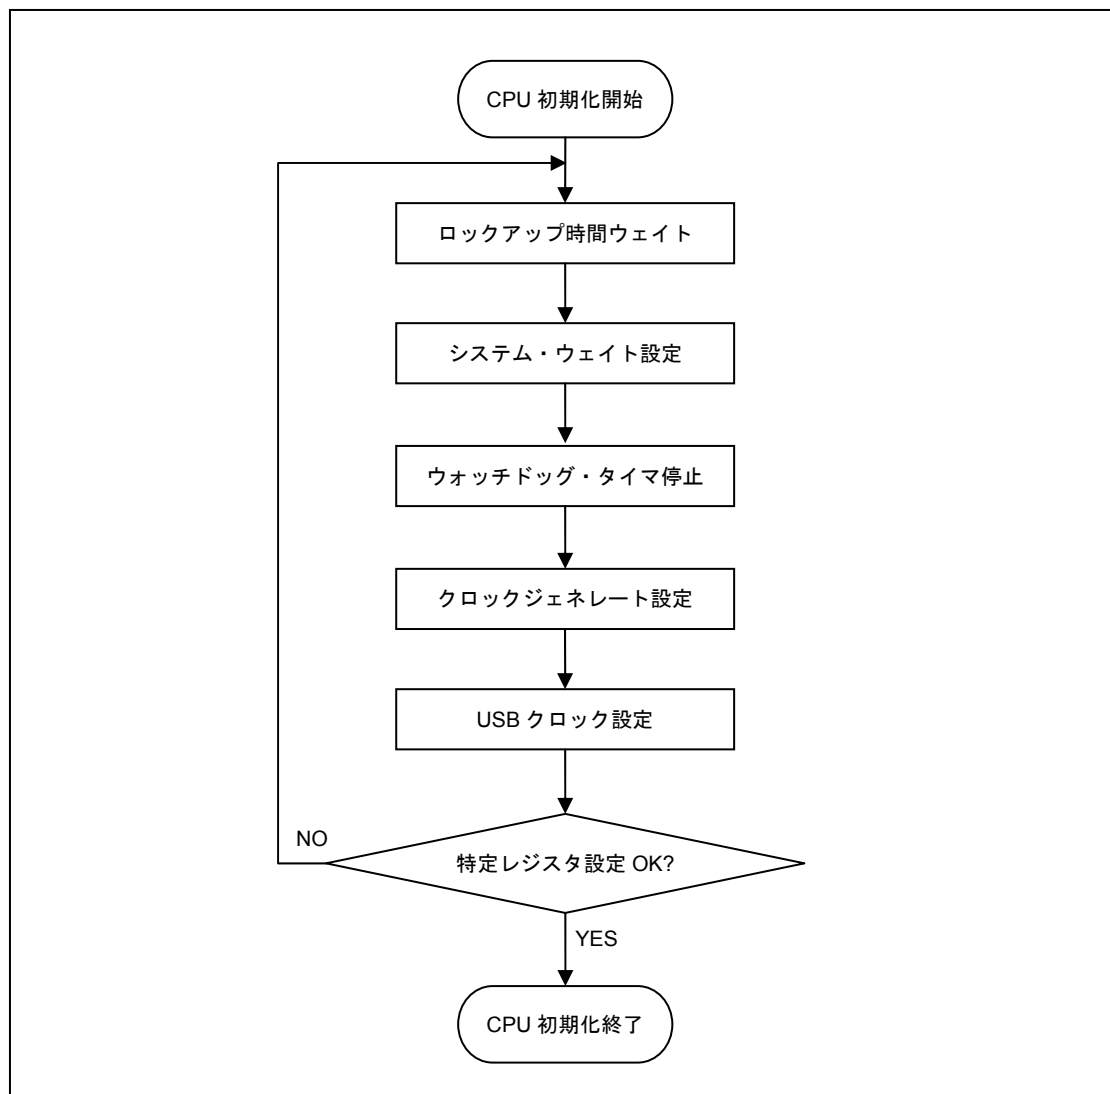 CPU 初期化開始
ロックアップ時間ウェイト
システム・ウェイト設定
ウォッチドッグ・タイマ停止
クロックジェネレート設定
USB クロック設定
NO
特定レジスタ設定 OK?
YES
CPU 初期化終了